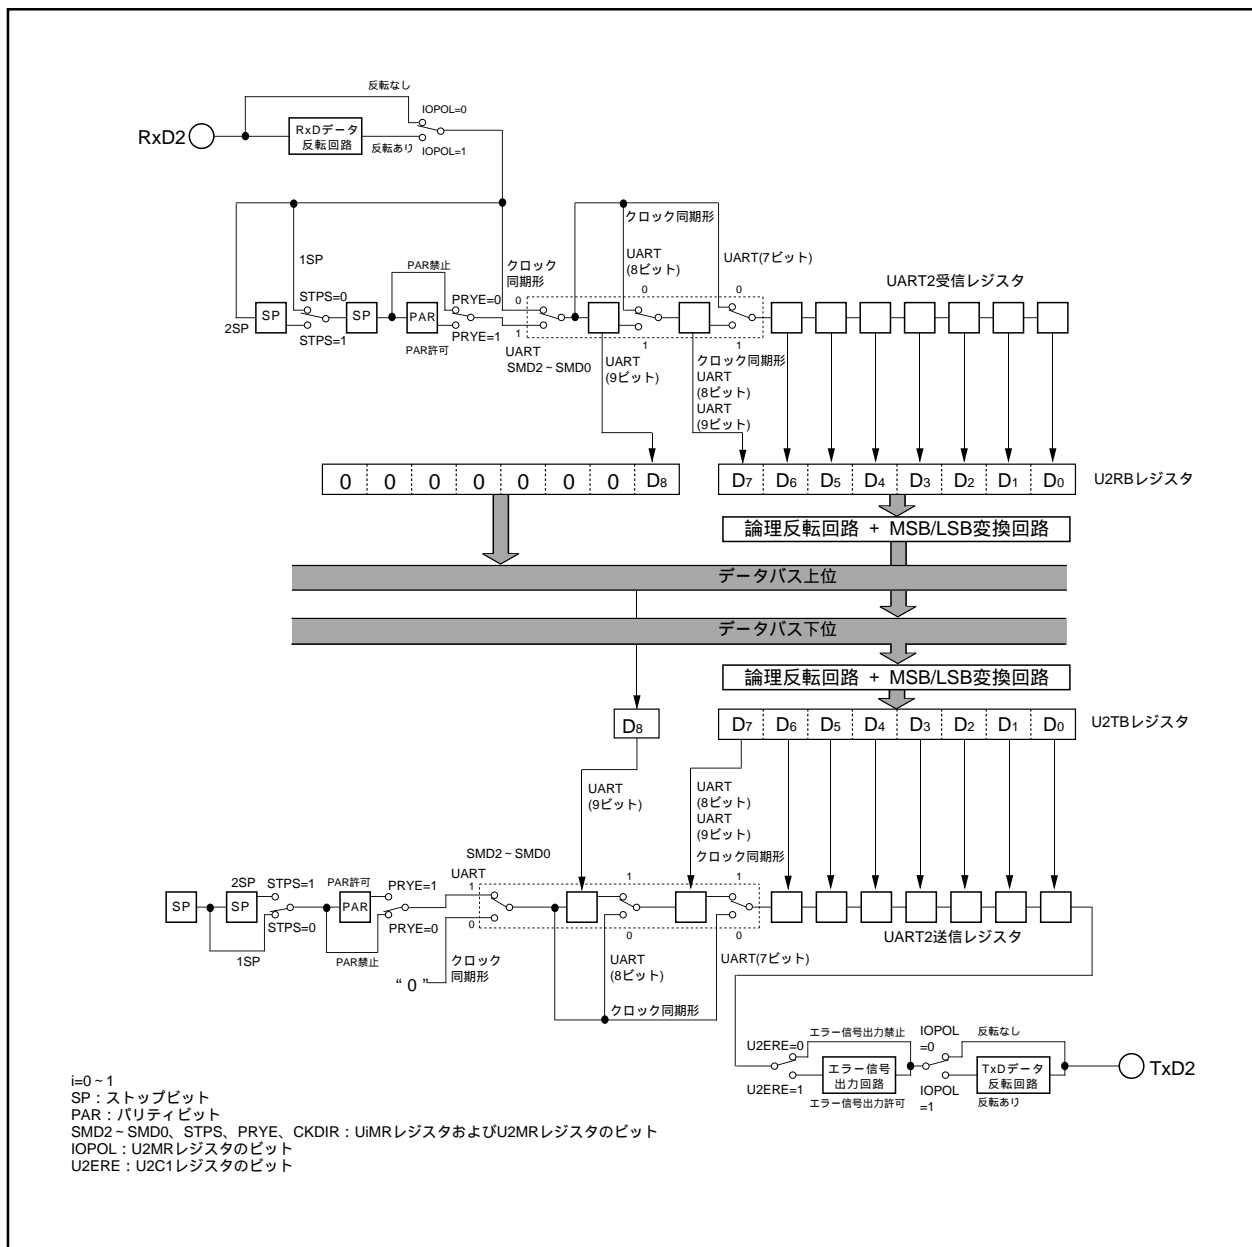 反転なし
IOPOL=0
RxD2
RxDデータ
反転回路
反転あり
IOPOL=1
クロック同期形
1SP
PAR禁止
クロック
同期形
UART
(8ビット)
UART(7ビット)
UART2受信レジスタ
STPS=0
PRYE=0
0
0
0
SP
SP
PAR
2SP
STPS=1
PRYE=1
1
1
1
PAR許可
UART
SMD2~SMD0
UART
(9ビット)
クロック同期形
UART
(8ビット)
UART
(9ビット)
0 0 0 0 0 0 0 D8
D7 D6 D5 D4 D3 D2 D1 D0
U2RBレジスタ
論理反転回路 + MSB/LSB変換回路
データバス上位
データバス下位
論理反転回路 + MSB/LSB変換回路
D8
D7 D6 D5 D4 D3 D2 D1 D0
U2TBレジスタ
UART
(9ビット)
UART
(8ビット)
UART
(9ビット)
クロック同期形
SMD2~SMD0
UART
2SP
STPS=1
PAR許可
PRYE=1
1
1
1
SP
SP
PAR
STPS=0
PRYE=0
0
0
0
1SP
PAR禁止
クロック
同期形
“ 0 ”
UART
(8ビット)
UART(7ビット)
UART2送信レジスタ
クロック同期形
U2ERE=0
エラー信号出力禁止
IOPOL
=0
反転なし
エラー信号
出力回路
TxDデータ
反転回路
TxD2
U2ERE=1
エラー信号出力許可
IOPOL
=1
反転あり
i=0~1
SP:ストップビット
PAR:パリティビット
SMD2~SMD0、STPS、PRYE、CKDIR:UiMRレジスタおよびU2MRレジスタのビット
IOPOL:U2MRレジスタのビット
U2ERE:U2C1レジスタのビット